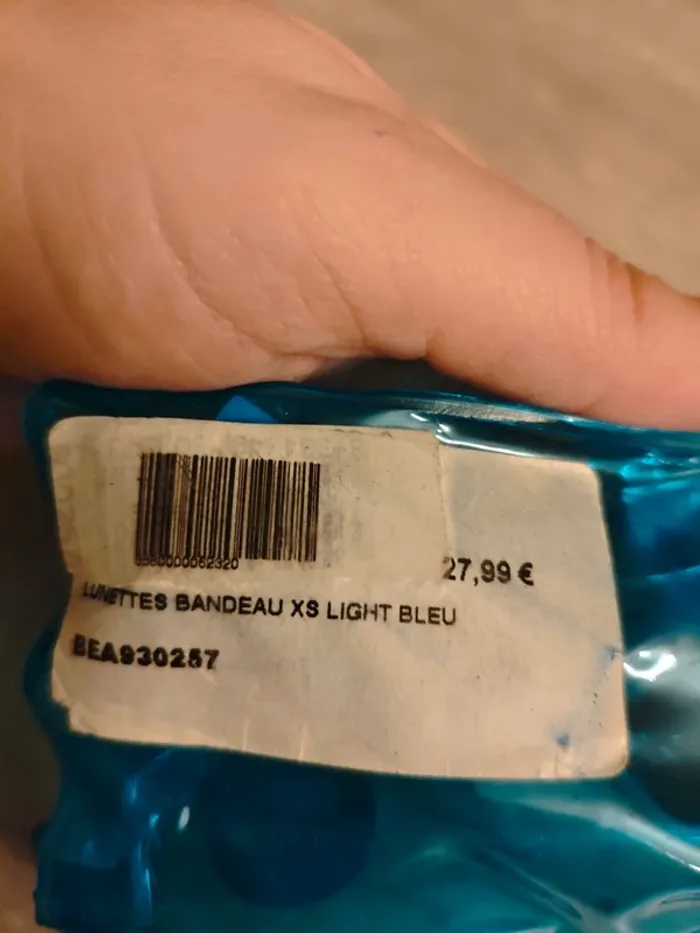 27,99 €
LUNETTES BANDEAU XS LIGHT BLEU
BEA930257